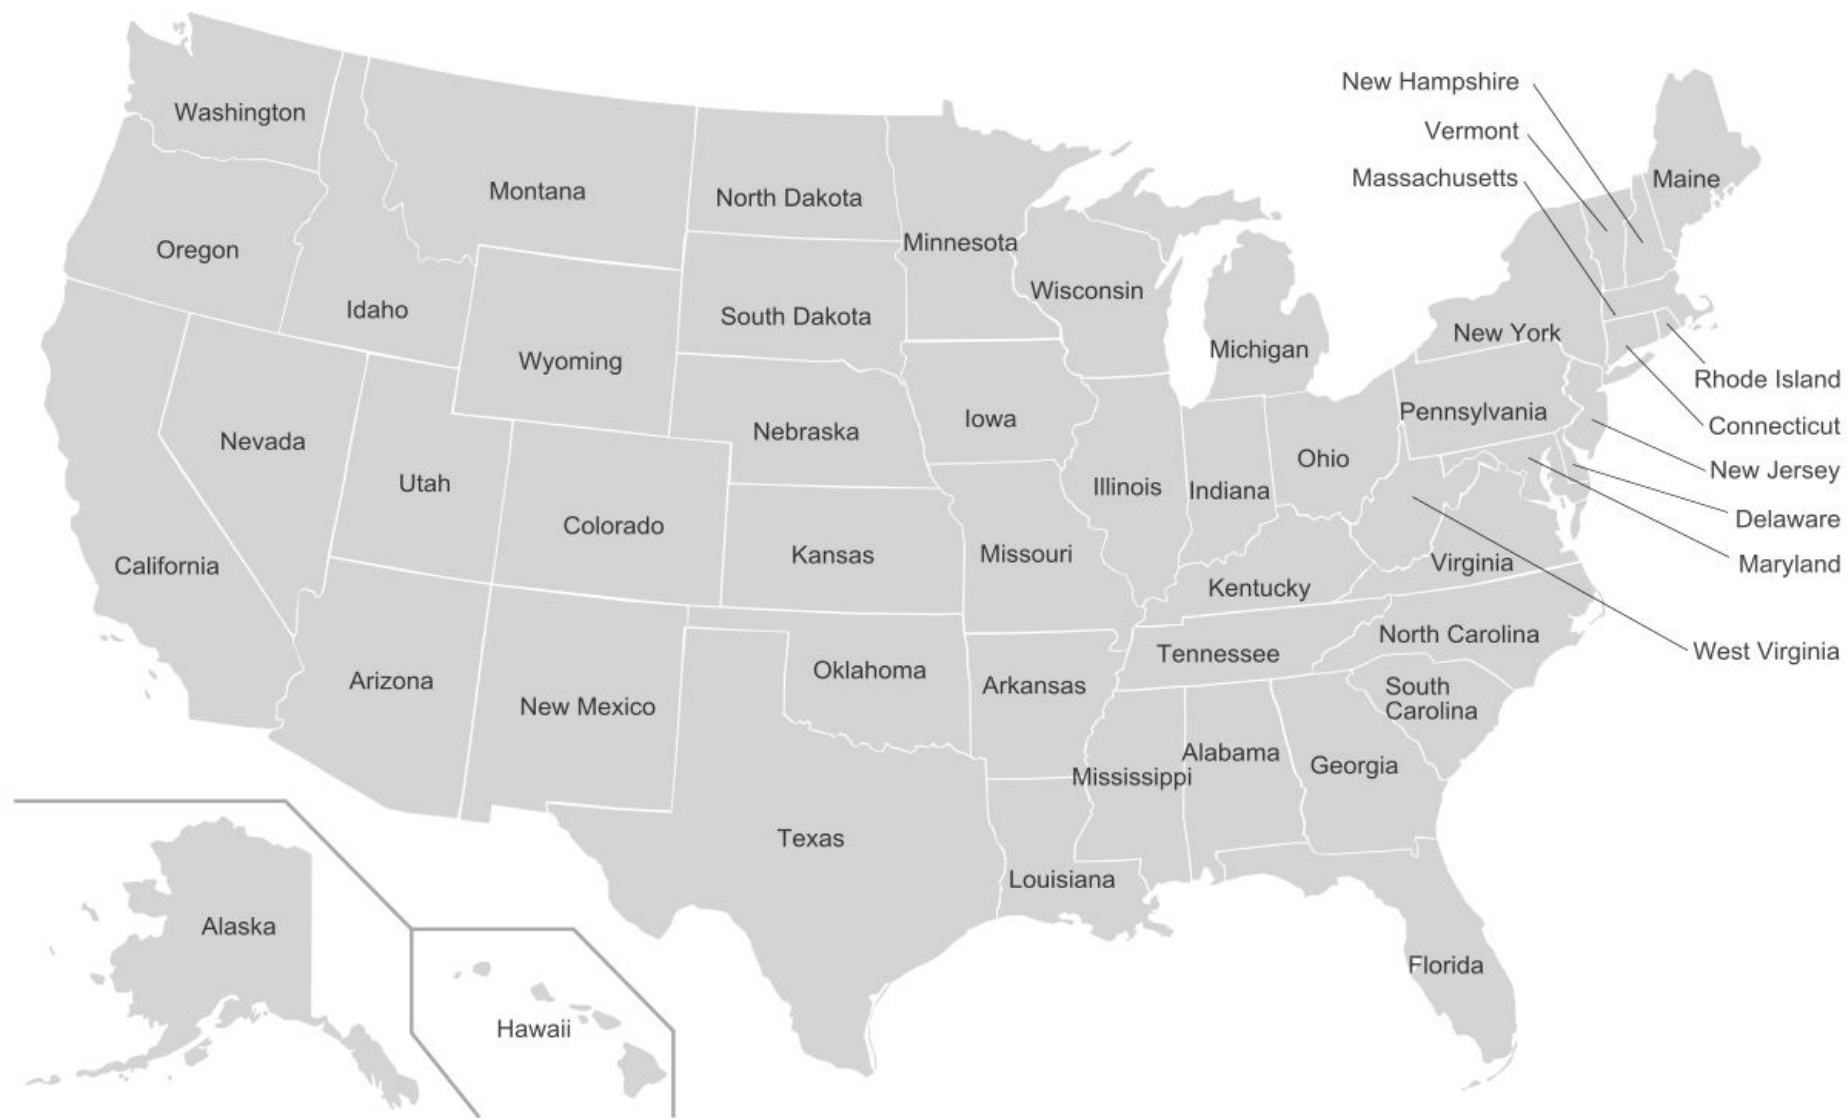 New Hampshire
Washington
Vermont
Massachusetts
Maine
Montana
North Dakota
Minnesota
Oregon
Wisconsin
Idaho
South Dakota
New York
Michigan
Wyoming
Rhode Island
Pennsylvania
Iowa
Connecticut
Nebraska
Nevada
Ohio
New Jersey
Utah
Illinois
Indiana
Delaware
Colorado
Kansas
Missouri
Virginia
Maryland
California
Kentucky
North Carolina
West Virginia
Tennessee
Oklahoma
Arizona
Arkansas
South
Carolina
New Mexico
Alabama
Georgia
Mississippi
Texas
Louisiana
Alaska
Florida
Hawaii